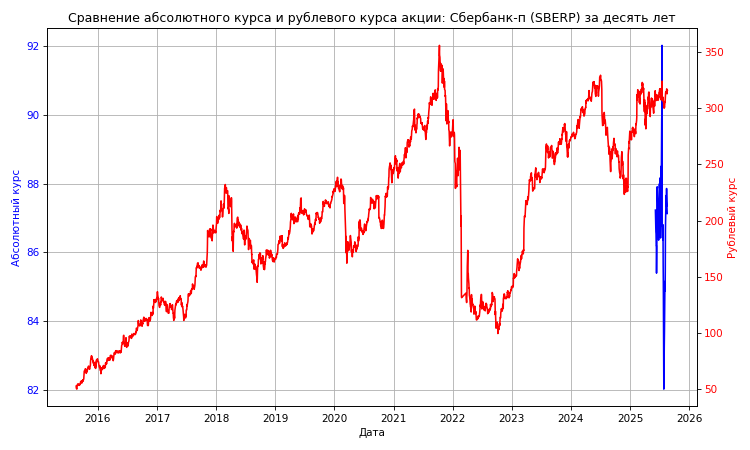 Сравнение абсолютного курса и рублевого курса акции: Сбербанк-п (SBERP) за десять лет
Абсолютный курс
92
90
88
86
84
82
350
300
250
200
150
100
50
Рублевый курс
2016 2017 2018 2019 2020 2021 2022 2023 2024 2025 2026
Дата